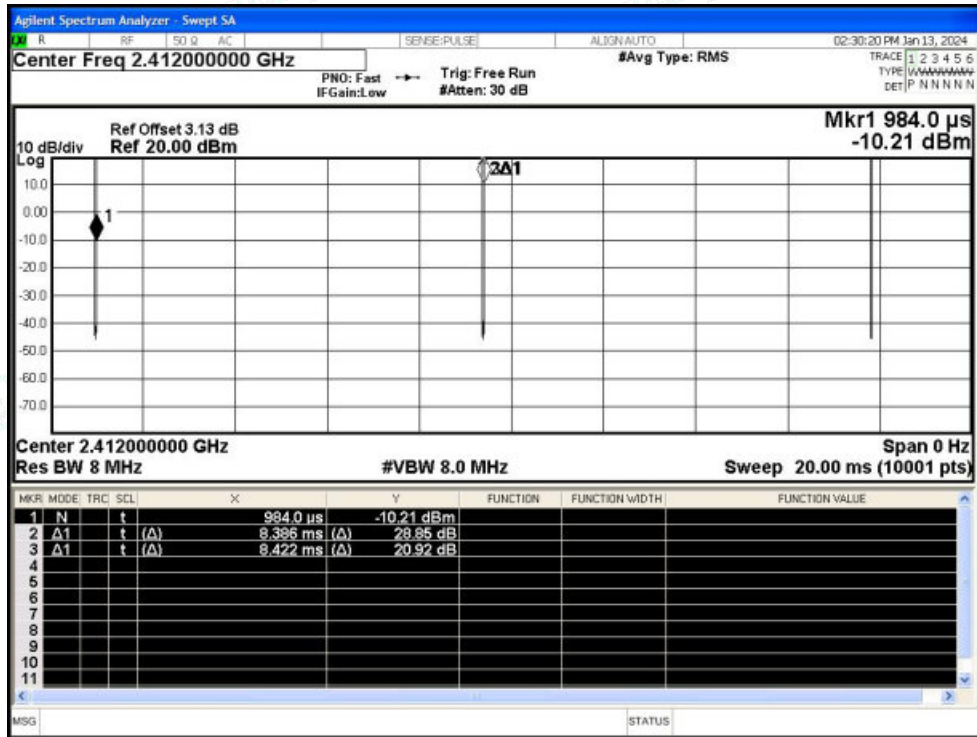 Agilent Spectrum Analyzer - Swept SA
R RF 50 Ω AC SENSE:PULSE ALIGN AUTO 02:30:20 PM Jan 13, 2024
Center Freq 2.412000000 GHz #Avg Type: RMS TRACE 1 2 3 4 5 6
PNO: Fast Trig: Free Run TYPE
IFGain:Low #Atten: 30 dB DET P N N N N N
Mkr1 984.0 µs
Ref Offset 3.13 dB
10 dB/div Ref 20.00 dBm -10.21 dBm
Log
10.0
0.00
-10.0
-20.0
-30.0
-40.0
-50.0
-60.0
-70.0
1
3Δ1
Center 2.412000000 GHz Span 0 Hz
Res BW 8 MHz #VBW 8.0 MHz Sweep 20.00 ms (10001 pts)
MKR MODE TRC SCL X Y FUNCTION FUNCTION WIDTH FUNCTION VALUE
1 N t 984.0 µs -10.21 dBm
2 Δ1 t (Δ) 8.386 ms (Δ) 28.85 dB
3 Δ1 t (Δ) 8.422 ms (Δ) 20.92 dB
4
5
6
7
8
9
10
11
MSG STATUS